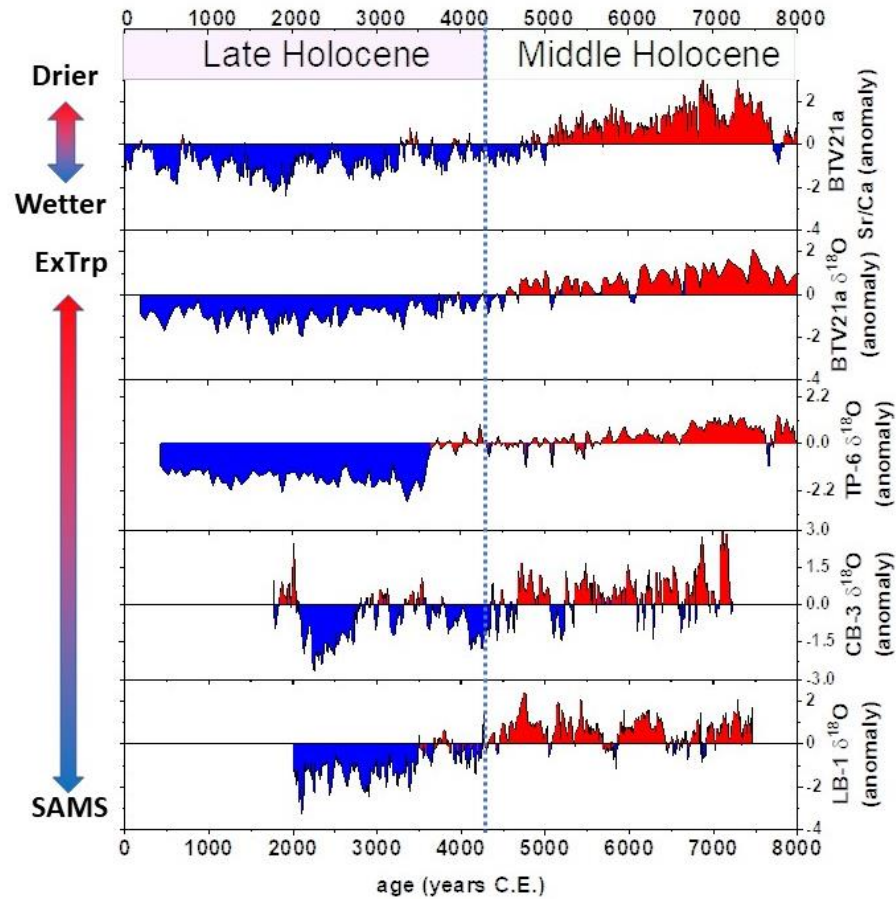 0 1000 2000 3000 4000 5000 6000 7000 8000
Late Holocene Middle Holocene
Drier
Wetter
2
0
-2
-4
BTV21a
Sr/Ca (anomaly)
ExTrp
2
0
-2
-4
BTV21a δ18O
(anomaly)
2.2
0.0
-2.2
TP-6 δ18O
(anomaly)
3.0
1.5
0.0
-1.5
-3.0
CB-3 δ18O
(anomaly)
2
0
-2
-4
LB-1 δ18O
(anomaly)
SAMS
0 1000 2000 3000 4000 5000 6000 7000 8000
age (years C.E.)